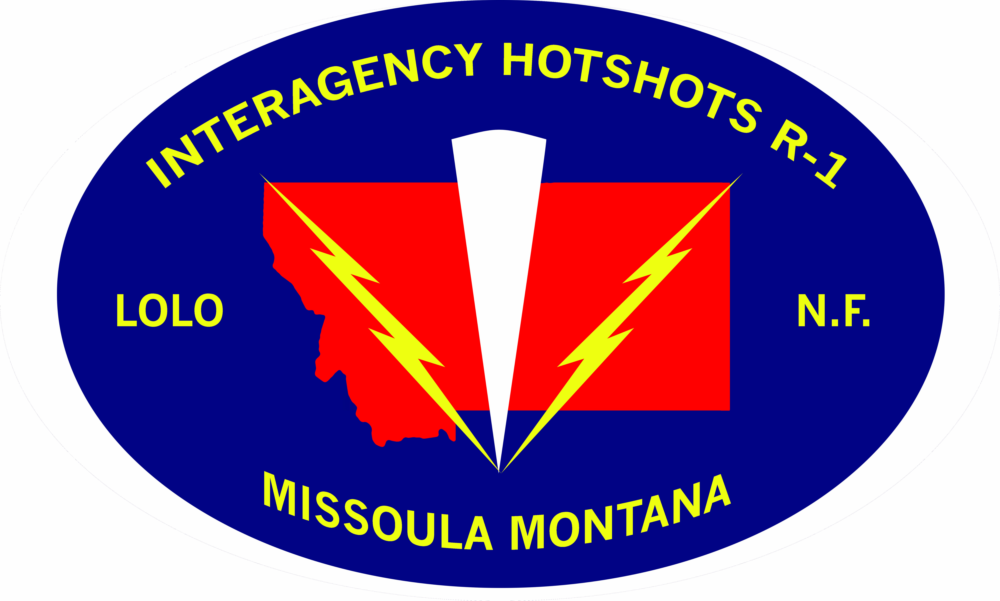 INTERAGENCY HOTSHOTS R-1
LOLO
N.F.
MISSOULA MONTANA